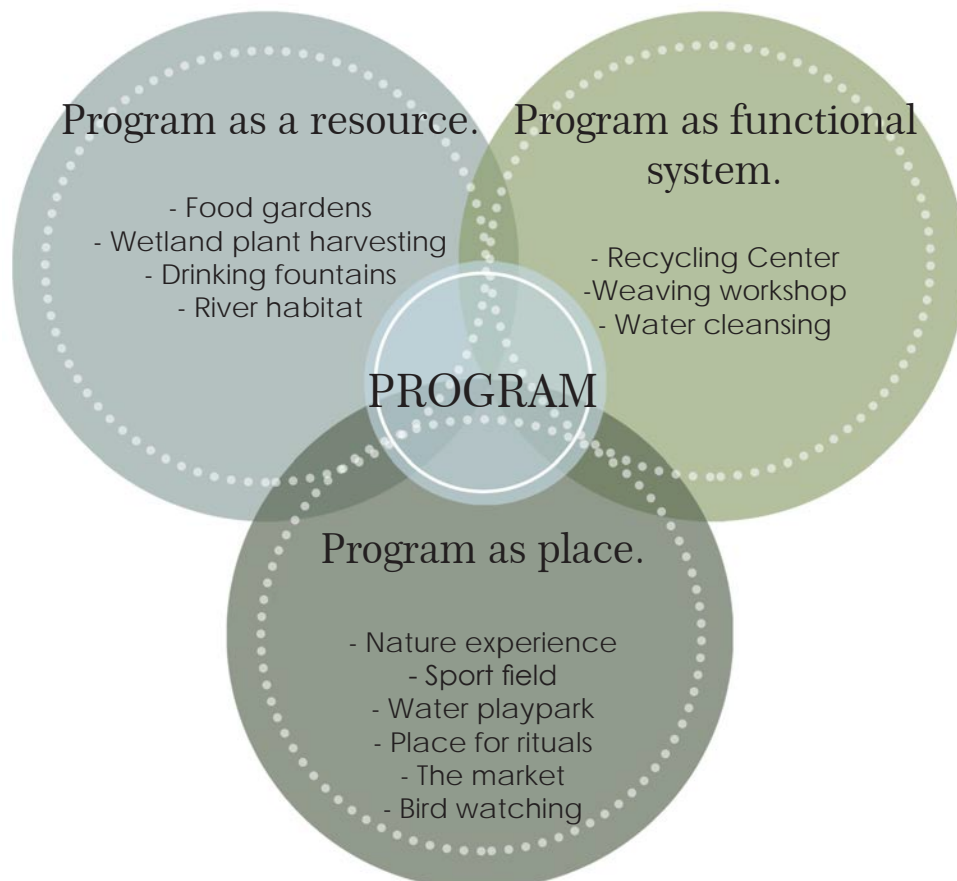 Program as a resource.
- Food gardens
- Wetland plant harvesting
- Drinking fountains
- River habitat
Program as functional
system.
- Recycling Center
-Weaving workshop
- Water cleansing
PROGRAM
Program as place.
- Nature experience
- Sport field
- Water playpark
- Place for rituals
- The market
- Bird watching